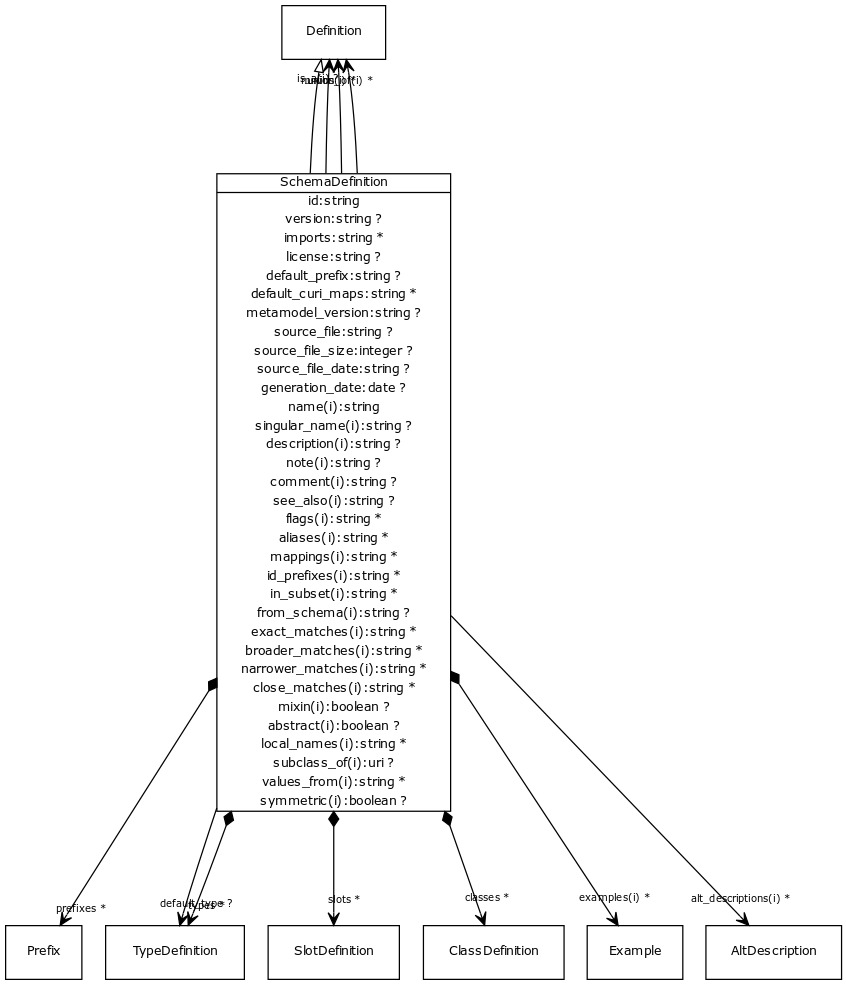 Definition
SchemaDefinition
id:string
version:string ?
imports:string *
license:string ?
default_prefix:string ?
default_curi_maps:string *
metamodel_version:string ?
source_file:string ?
source_file_size:integer ?
source_file_date:string ?
generation_date:date ?
name(i):string
singular_name(i):string ?
description(i):string ?
note(i):string ?
comment(i):string ?
see_also(i):string ?
flags(i):string *
aliases(i):string *
mappings(i):string *
id_prefixes(i):string *
in_subset(i):string *
from_schema(i):string ?
exact_matches(i):string *
broader_matches(i):string *
narrower_matches(i):string *
close_matches(i):string *
mixin(i):boolean ?
abstract(i):boolean ?
local_names(i):string *
subclass_of(i):uri ?
values_from(i):string *
symmetric(i):boolean ?
prefixes *
default_type ?
types *
slots *
classes *
examples(i) *
alt_descriptions(i) *
Prefix
TypeDefinition
SlotDefinition
ClassDefinition
Example
AltDescription